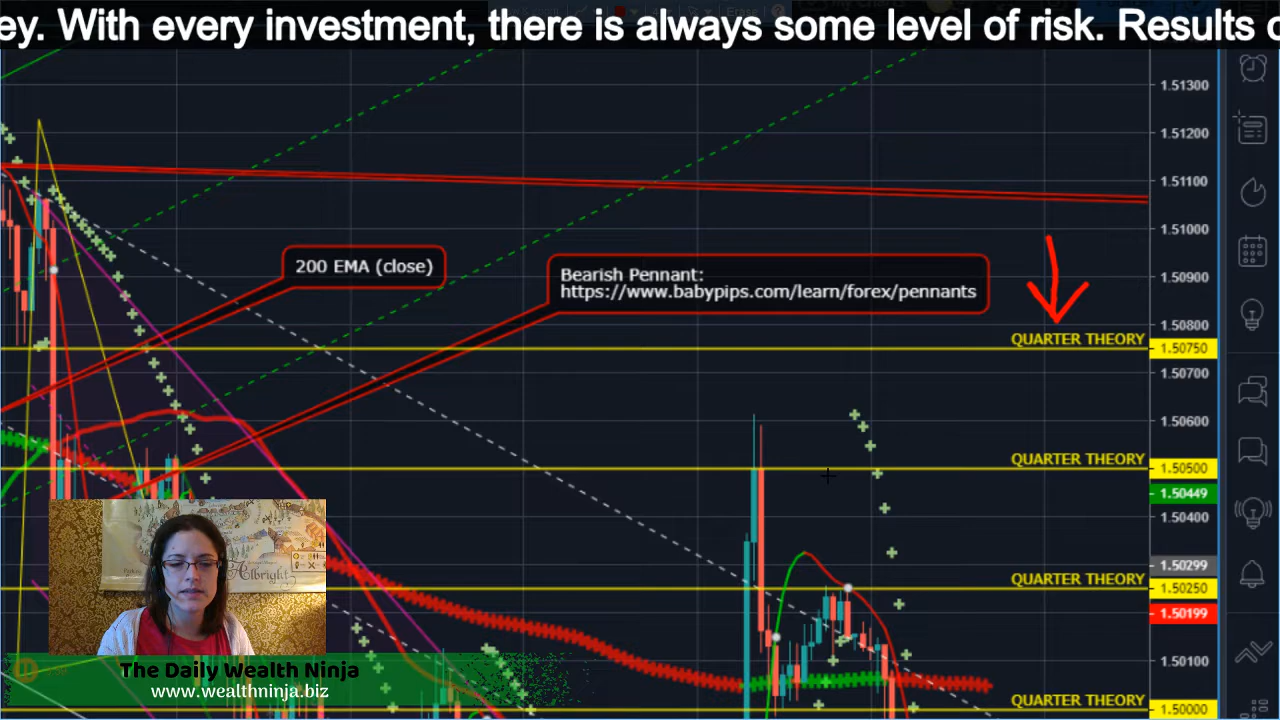 ey. With every investment, there is always some level of risk. Results
1.51300
1.51200
1.51100
1.51000
1.50900
200 EMA (close)
Bearish Pennant:
https://www.babypips.com/learn/forex/pennants
1.50800
QUARTER THEORY
1.50750
1.50700
1.50600
QUARTER THEORY
1.50500
1.50449
1.50400
1.50299
QUARTER THEORY
1.50250
1.50199
1.50100
QUARTER THEORY
1.50000
Albright
The Daily Wealth Ninja
www.wealthninja.biz